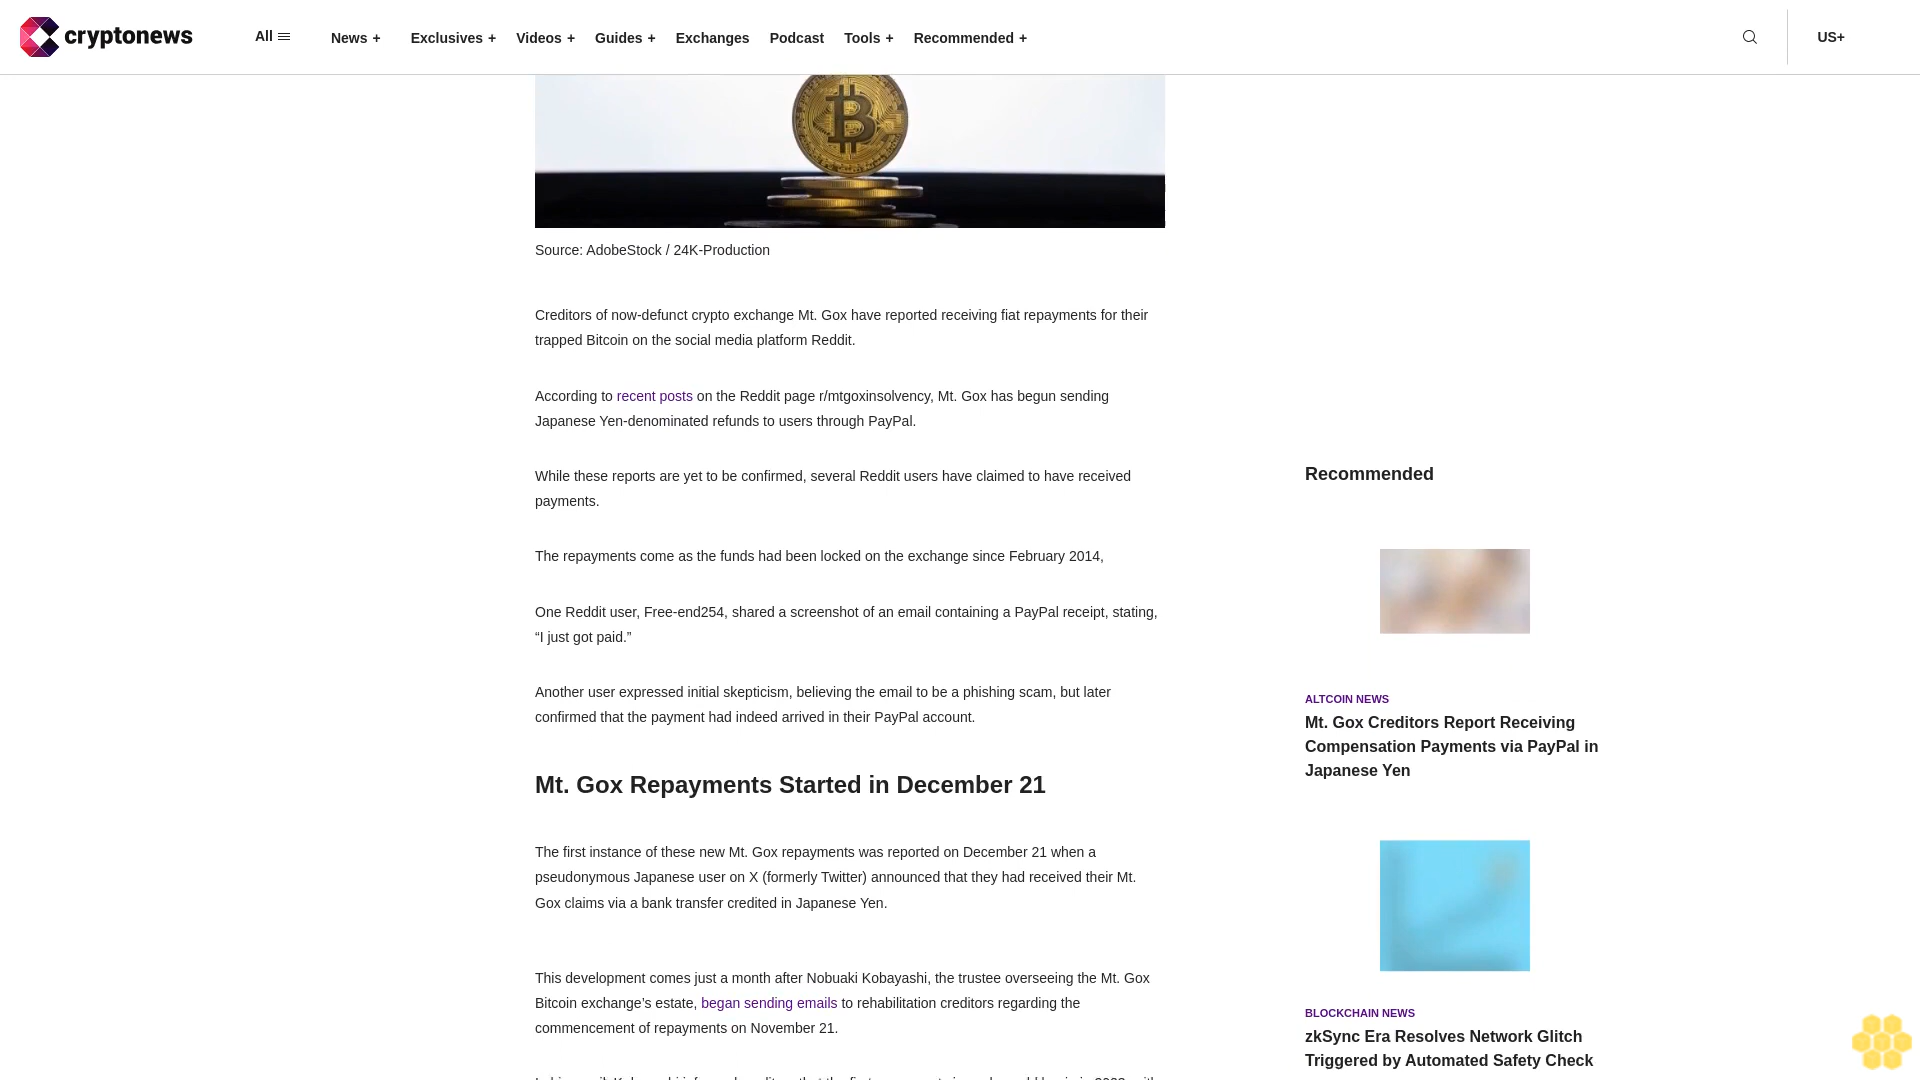 cryptonews
All
News +
Exclusives +
Videos +
Guides +
Exchanges
Podcast
Tools +
Recommended +
US+
Source: AdobeStock / 24K-Production
Creditors of now-defunct crypto exchange Mt. Gox have reported receiving fiat repayments for their
trapped Bitcoin on the social media platform Reddit.
According to recent posts on the Reddit page r/mtgoxinsolvency, Mt. Gox has begun sending
Japanese Yen-denominated refunds to users through PayPal.
While these reports are yet to be confirmed, several Reddit users have claimed to have received
payments.
The repayments come as the funds had been locked on the exchange since February 2014,
One Reddit user, Free-end254, shared a screenshot of an email containing a PayPal receipt, stating,
“I just got paid.”
Another user expressed initial skepticism, believing the email to be a phishing scam, but later
confirmed that the payment had indeed arrived in their PayPal account.
Mt. Gox Repayments Started in December 21
The first instance of these new Mt. Gox repayments was reported on December 21 when a
pseudonymous Japanese user on X (formerly Twitter) announced that they had received their Mt.
Gox claims via a bank transfer credited in Japanese Yen.
This development comes just a month after Nobuaki Kobayashi, the trustee overseeing the Mt. Gox
Bitcoin exchange’s estate, began sending emails to rehabilitation creditors regarding the
commencement of repayments on November 21.
Recommended
ALTCOIN NEWS
Mt. Gox Creditors Report Receiving
Compensation Payments via PayPal in
Japanese Yen
BLOCKCHAIN NEWS
zkSync Era Resolves Network Glitch
Triggered by Automated Safety Check